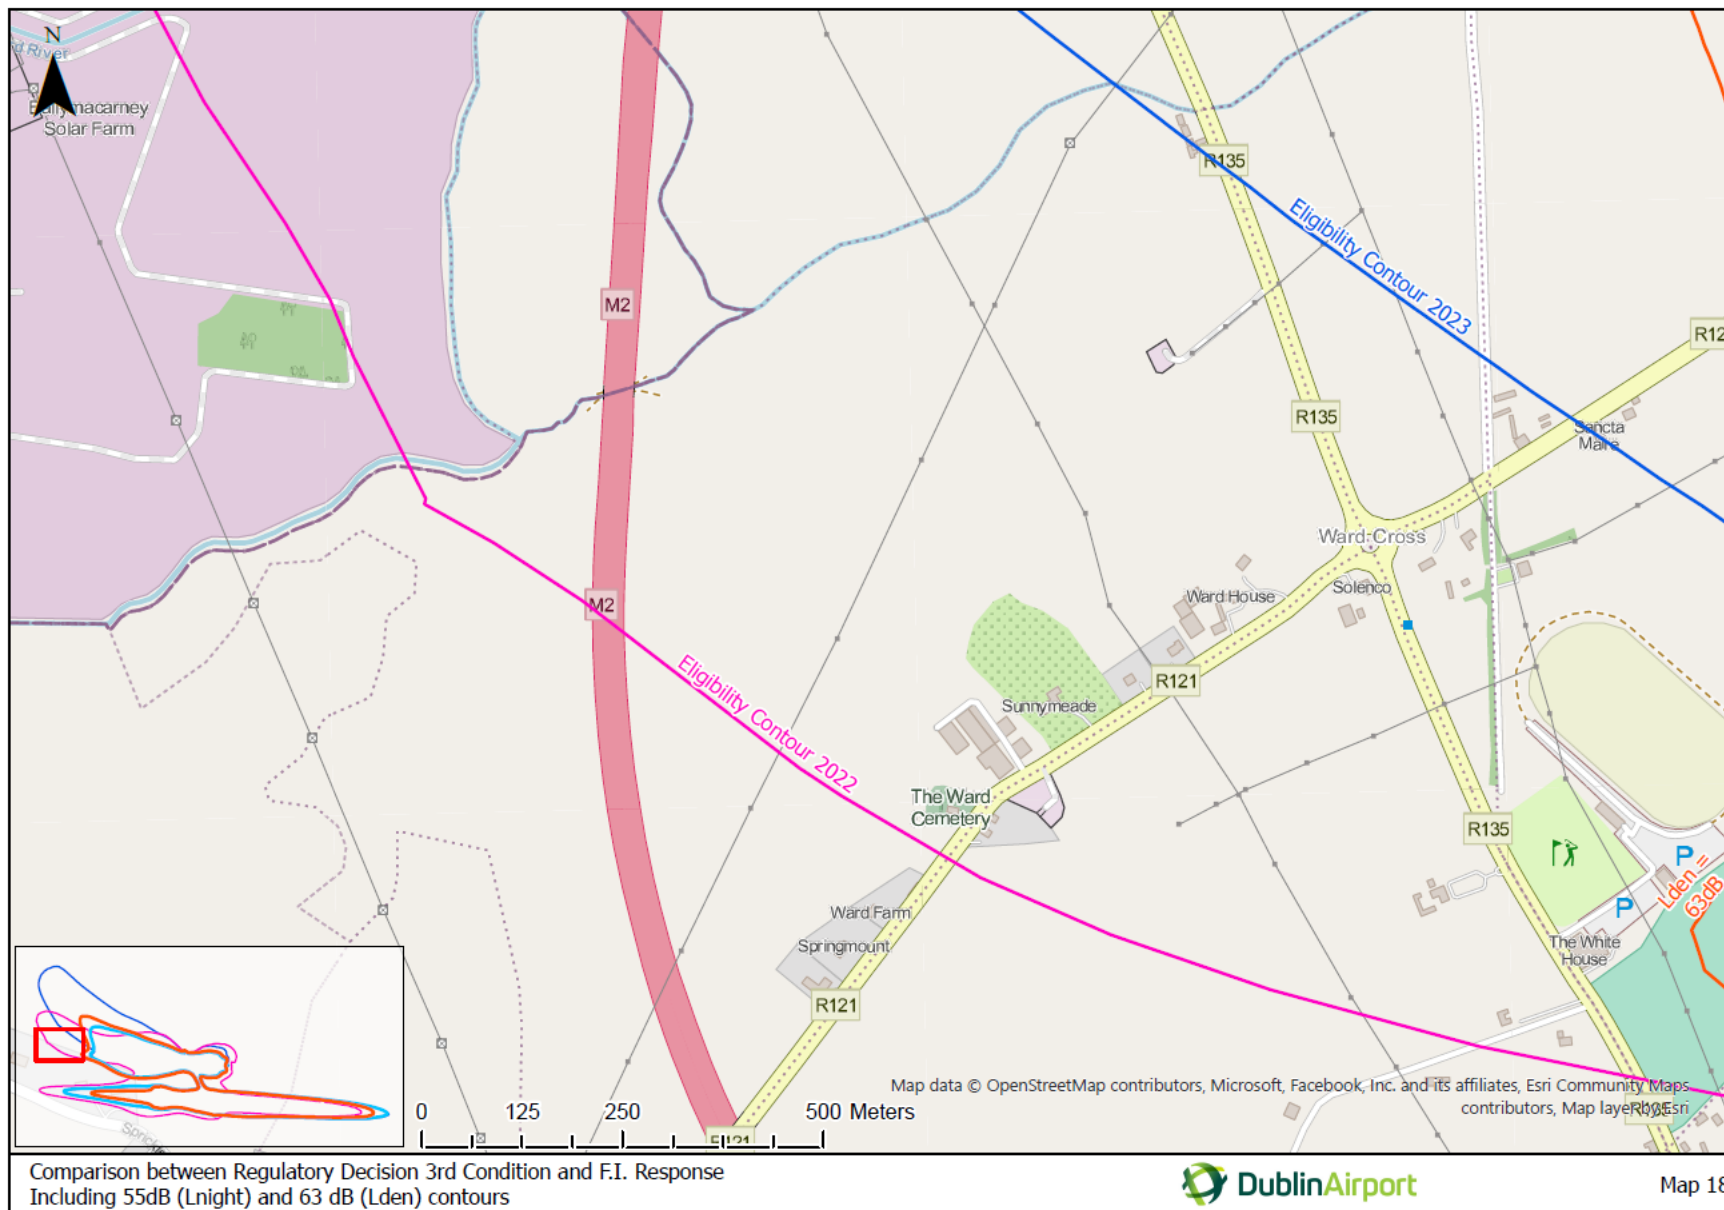 N
d River
Ballymacarney
Solar Farm
M2
R135
Eligibility Contour 2023
R12
R135
Sancta
Maire
Ward Cross
M2
Ward House
Solenco
Eligibility Contour 2022
R121
Sunnymeade
The Ward
Cemetery
R135
P
Lden =
63dB
P
Ward Farm
Springmount
The White
House
R121
Map data © OpenStreetMap contributors, Microsoft, Facebook, Inc. and its affiliates, Esri Community Maps
contributors, Map layer by Esri
R135
0 125 250 500 Meters
R121
Comparison between Regulatory Decision 3rd Condition and F.I. Response
Including 55dB (Lnight) and 63 dB (Lden) contours
DublinAirport
Map 18